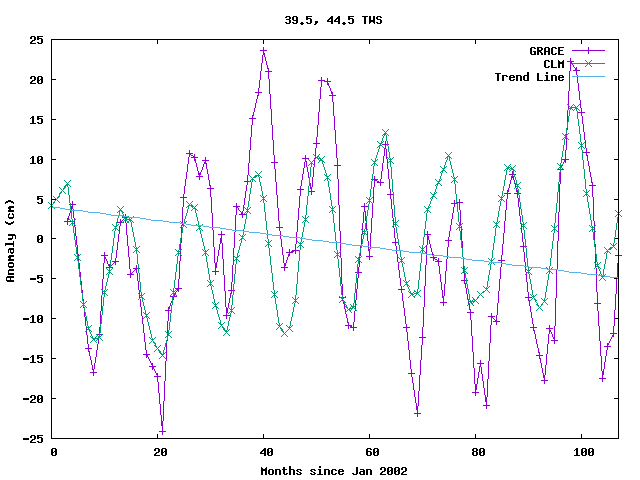 39.5, 44.5 TWS
GRACE
CLM
Trend Line
Anomaly (cm)
25
20
15
10
5
0
-5
-10
-15
-20
-25
0 20 40 60 80 100
Months since Jan 2002